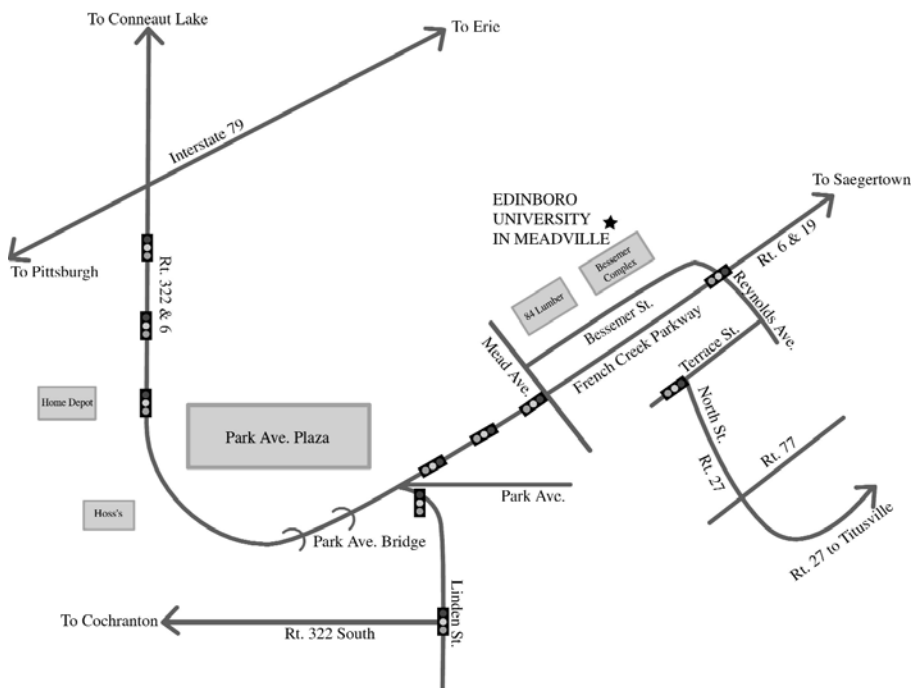 To Conneaut Lake
To Erie
Interstate 79
To Pittsburgh
Rt. 322 & 6
To Saegertown
Rt. 6 & 19
EDINBORO
UNIVERSITY
IN MEADVILLE
Bessemer
Complex
84 Lumber
Bessemer St.
Reynolds Ave.
French Creek Parkway
Mead Ave.
Terrace St.
North St.
Home Depot
Park Ave. Plaza
Rt. 77
Rt. 27
Park Ave.
Hoss's
Park Ave. Bridge
Rt. 27 to Titusville
Linden St.
To Cochranton
Rt. 322 South